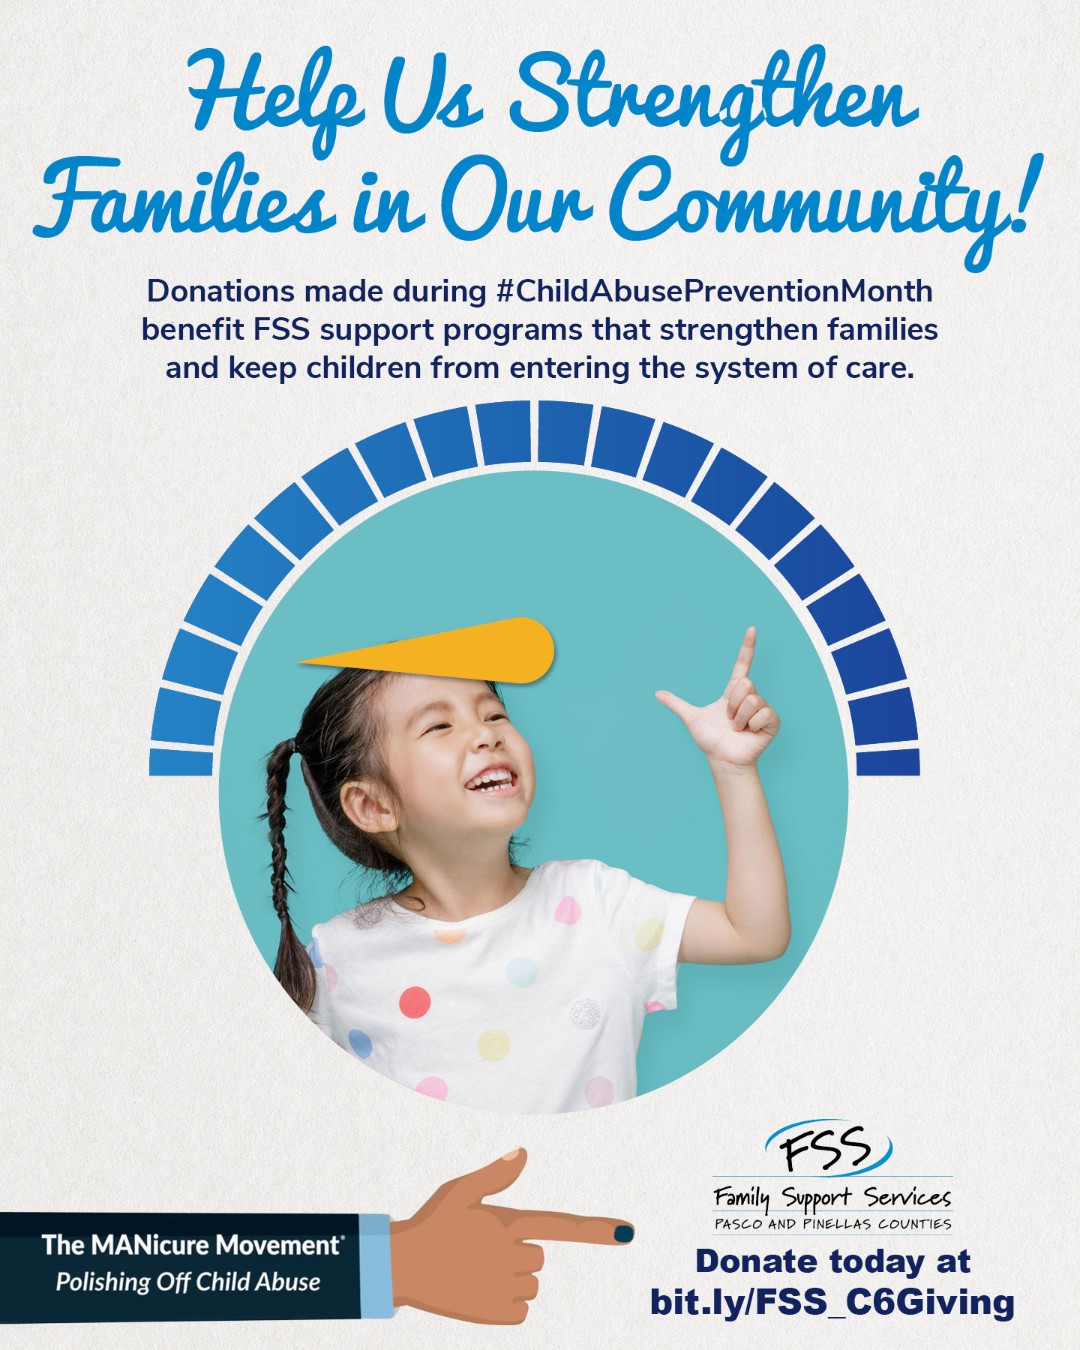 Help Us Strengthen
Families in Our Community!
Donations made during #ChildAbusePreventionMonth
benefit FSS support programs that strengthen families
and keep children from entering the system of care.
FSS
Family Support Services
PASCO AND PINELLAS COUNTIES
The MANicure Movement®
Polishing Off Child Abuse
Donate today at
bit.ly/FSS_C6Giving